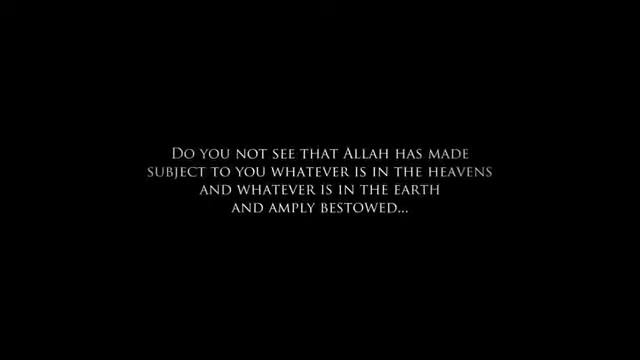 Do you not see that Allah has made
subject to you whatever is in the heavens
and whatever is in the earth
and amply bestowed...